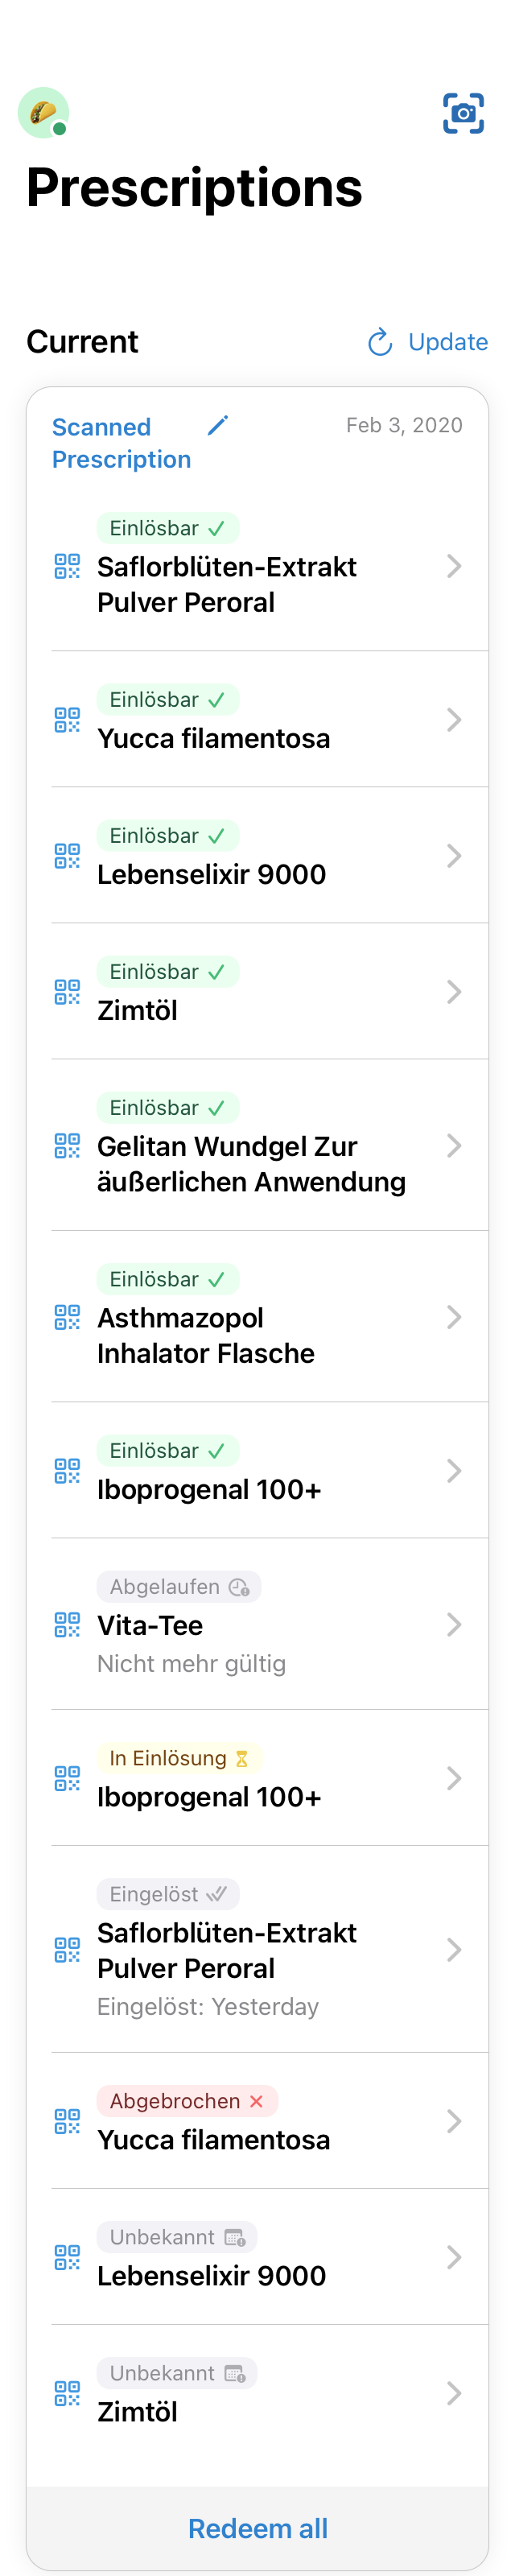 Prescriptions
Current
Update
Scanned
Prescription
Feb 3, 2020
Einlösbar
Saflorblüten-Extrakt
Pulver Peroral
Einlösbar
Yucca filamentosa
Einlösbar
Lebenselixir 9000
Einlösbar
Zimtöl
Einlösbar
Gelitan Wundgel Zur
äußerlichen Anwendung
Einlösbar
Asthmazopol
Inhalator Flasche
Einlösbar
Iboprogenal 100+
Abgelaufen
Vita-Tee
Nicht mehr gültig
In Einlösung
Iboprogenal 100+
Eingelöst
Saflorblüten-Extrakt
Pulver Peroral
Eingelöst: Yesterday
Abgebrochen
Yucca filamentosa
Unbekannt
Lebenselixir 9000
Unbekannt
Zimtöl
Redeem all